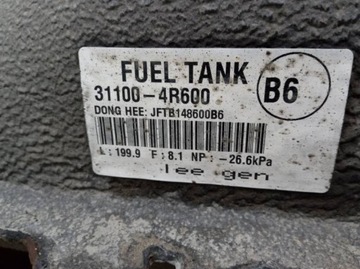 FUEL TANK
31100-4R600
B6
DONG HEE: JFTB148600B6
L: 199.9 F: 8.1 NP: -26.6kPa
lee gen